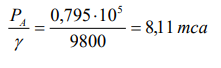 P_A/γ = 0,795·10^5/9800 = 8,11 mca